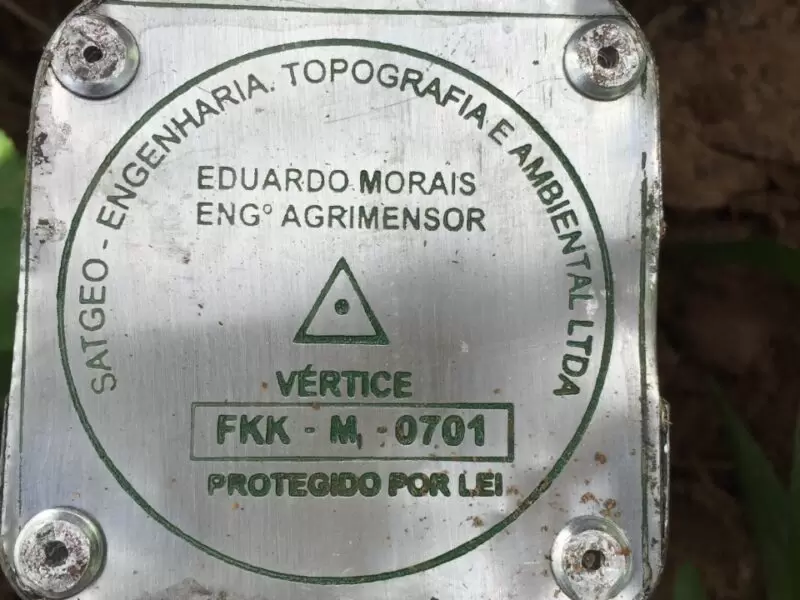 SATGEO - ENGENHARIA. TOPOGRAFIA E AMBIENTAL LTDA
EDUARDO MORAIS
ENGº AGRIMENSOR
VÉRTICE
FKK - M, - 0701
PROTEGIDO POR LEI